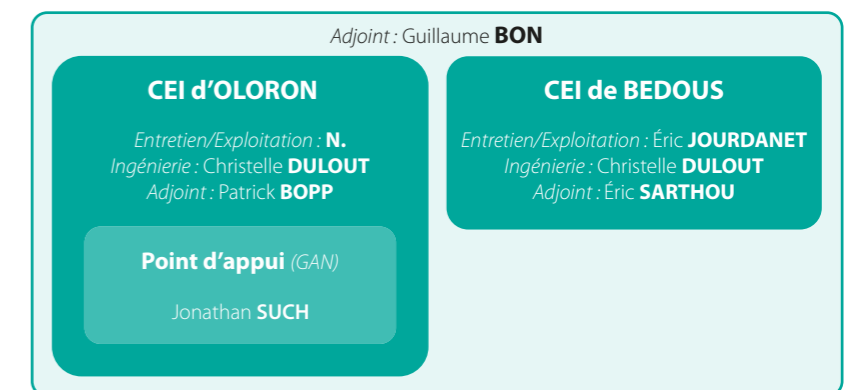 Adjoint : Guillaume BON
CEI d’OLORON
Entretien/Exploitation : N.
Ingénierie : Christelle DULOUT
Adjoint : Patrick BOPP
Point d’appui (GAN)
Jonathan SUCH
CEI de BEDOUS
Entretien/Exploitation : Éric JOURDANET
Ingénierie : Christelle DULOUT
Adjoint : Éric SARTHOU